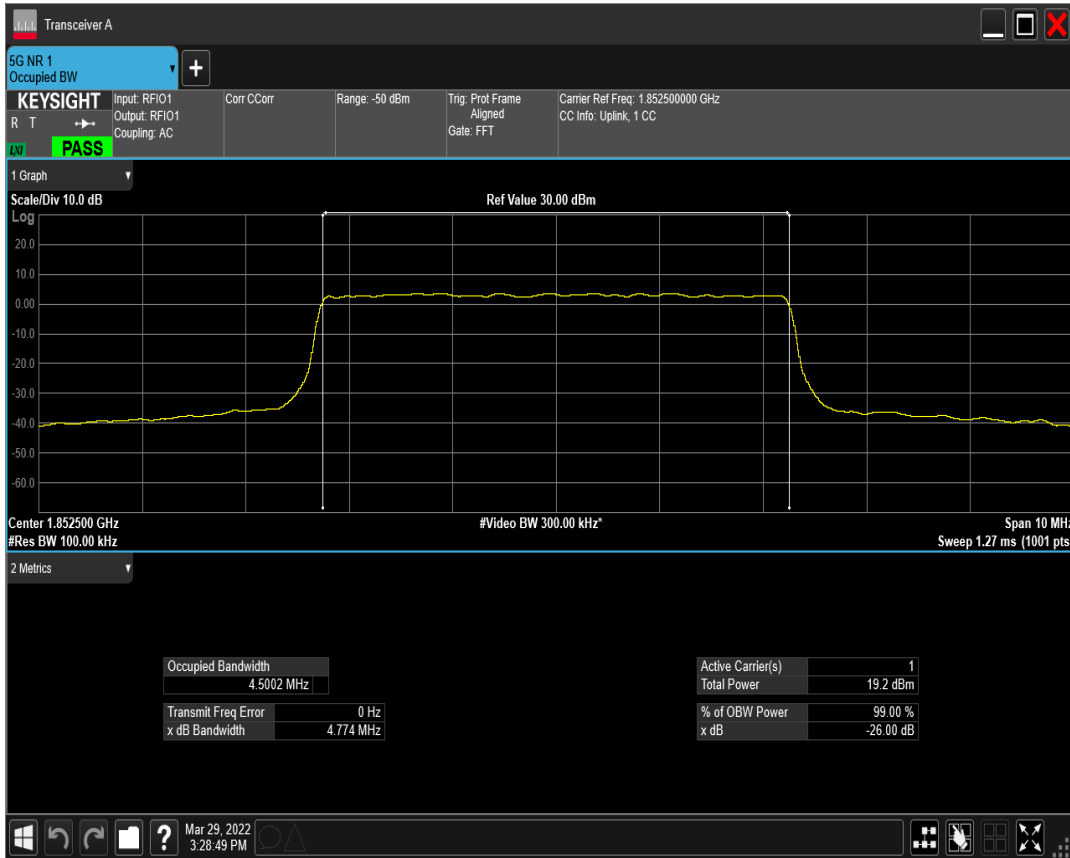 Transceiver A
5G NR 1
Occupied BW
KEYSIGHT
R T
LXI
PASS
Input: RFIO1
Output: RFIO1
Coupling: AC
Corr CCorr
Range: -50 dBm
Trig: Prot Frame
Aligned
Gate: FFT
Carrier Ref Freq: 1.852500000 GHz
CC Info: Uplink, 1 CC
1 Graph
Scale/Div 10.0 dB
Ref Value 30.00 dBm
Log
20.0
10.0
0.00
-10.0
-20.0
-30.0
-40.0
-50.0
-60.0
Center 1.852500 GHz
#Video BW 300.00 kHz*
Span 10 MHz
#Res BW 100.00 kHz
Sweep 1.27 ms (1001 pts
2 Metrics
Occupied Bandwidth
4.5002 MHz
Transmit Freq Error 0 Hz
x dB Bandwidth 4.774 MHz
Active Carrier(s) 1
Total Power 19.2 dBm
% of OBW Power 99.00 %
x dB -26.00 dB
?
Mar 29, 2022
3:28:49 PM